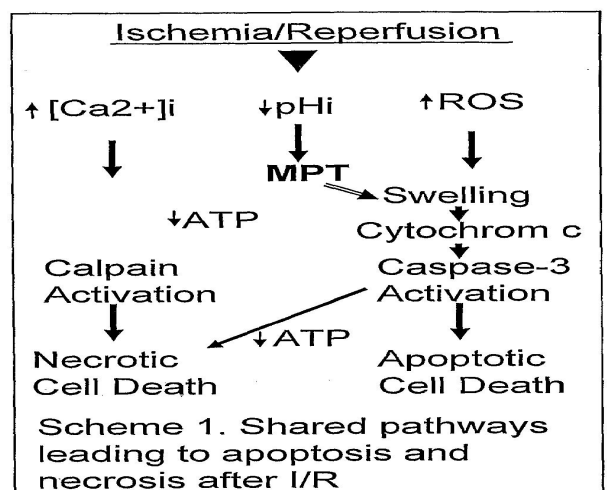 Ischemia/Reperfusion
↑ [Ca2+]i ↓pHi ↑ROS
MPT
Swelling
↓ATP
Cytochrom c
Calpain
Activation
Caspase-3
Activation
↓ATP
Necrotic
Cell Death
Apoptotic
Cell Death
Scheme 1. Shared pathways
leading to apoptosis and
necrosis after I/R